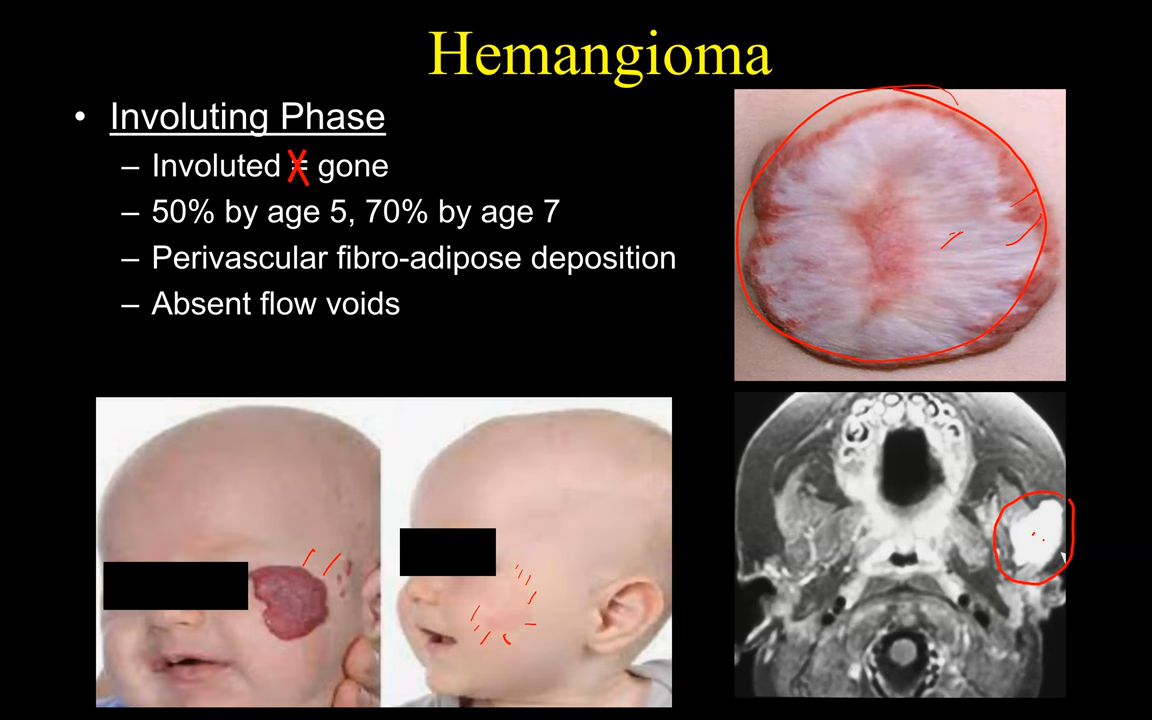 Hemangioma
• Involuting Phase
– Involuted = gone
– 50% by age 5, 70% by age 7
– Perivascular fibro-adipose deposition
– Absent flow voids